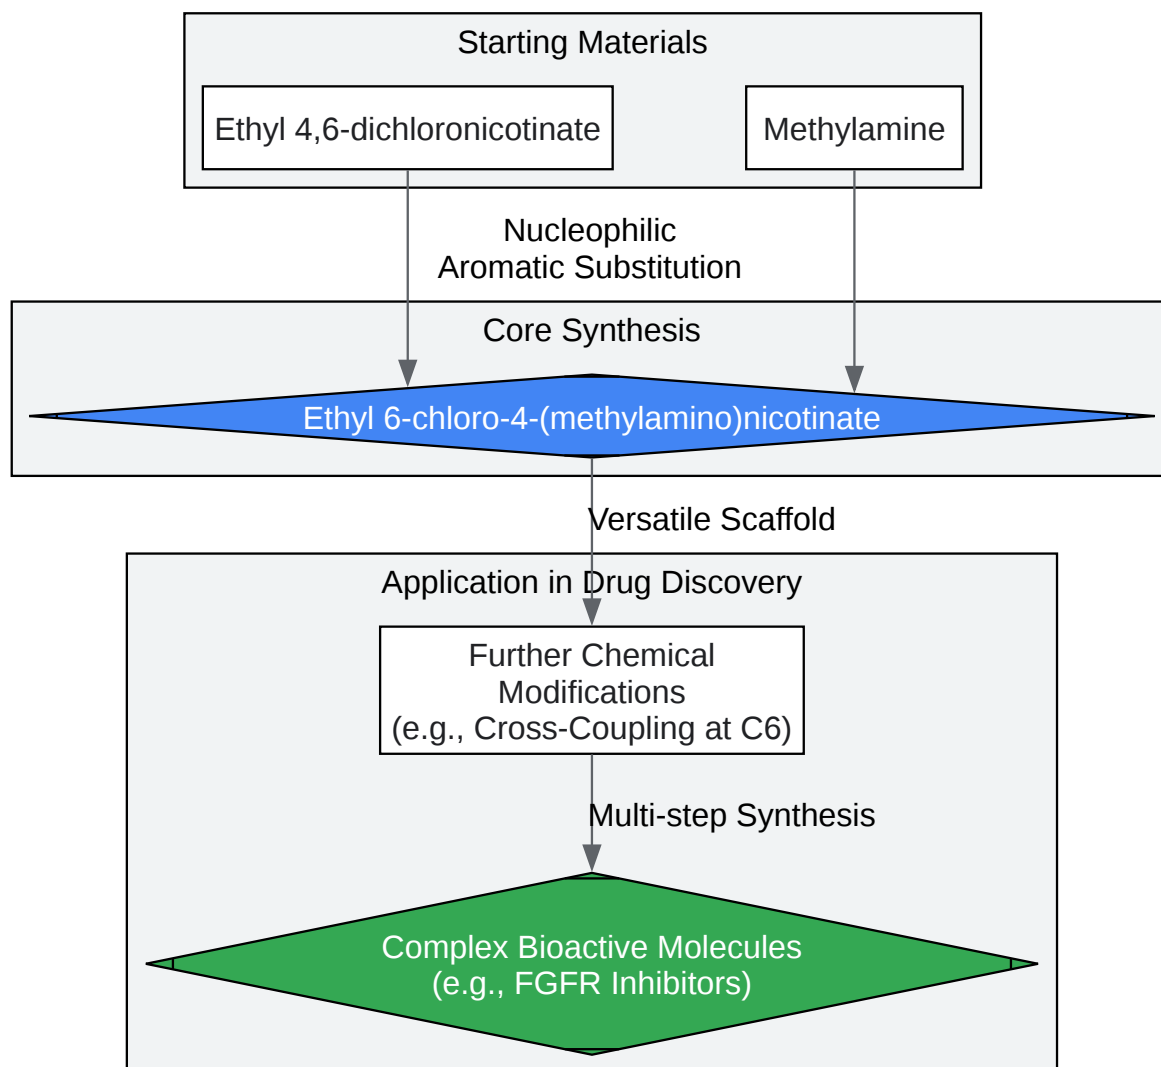 Starting Materials
Ethyl 4,6-dichloronicotinate
Methylamine
Nucleophilic
Aromatic Substitution
Core Synthesis
Ethyl 6-chloro-4-(methylamino)nicotinate
Versatile Scaffold
Application in Drug Discovery
Further Chemical
Modifications
(e.g., Cross-Coupling at C6)
Multi-step Synthesis
Complex Bioactive Molecules
(e.g., FGFR Inhibitors)